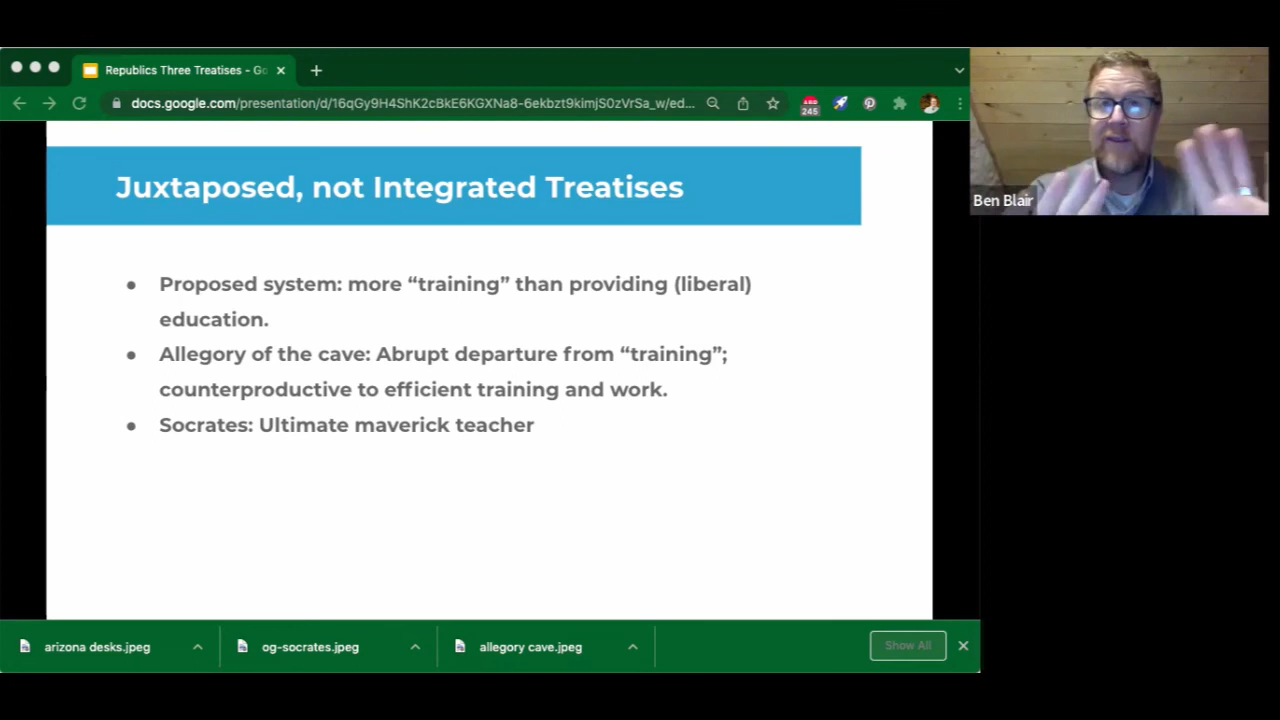 Republics Three Treatises - Go
docs.google.com/presentation/d/16qGy9H4ShK2cBkE6KGXNa8-6ekbzt9kimjS0zVrSa_w/ed...
245
Ben Blair
Juxtaposed, not Integrated Treatises
● Proposed system: more “training” than providing (liberal)
education.
● Allegory of the cave: Abrupt departure from “training”;
counterproductive to efficient training and work.
● Socrates: Ultimate maverick teacher
arizona desks.jpeg
og-socrates.jpeg
allegory cave.jpeg
Show All